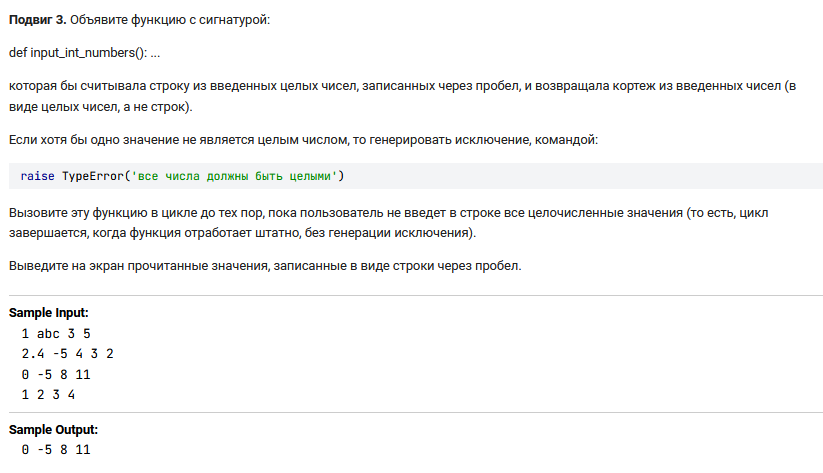 Подвиг 3. Объявите функцию с сигнатурой:
def input_int_numbers(): ...
которая бы считывала строку из введенных целых чисел, записанных через пробел, и возвращала кортеж из введенных чисел (в
виде целых чисел, а не строк).
Если хотя бы одно значение не является целым числом, то генерировать исключение, командой:
raise TypeError('все числа должны быть целыми')
Вызовите эту функцию в цикле до тех пор, пока пользователь не введет в строке все целочисленные значения (то есть, цикл
завершается, когда функция отработает штатно, без генерации исключения).
Выведите на экран прочитанные значения, записанные в виде строки через пробел.
Sample Input:
1 abc 3 5
2.4 -5 4 3 2
0 -5 8 11
1 2 3 4
Sample Output:
0 -5 8 11